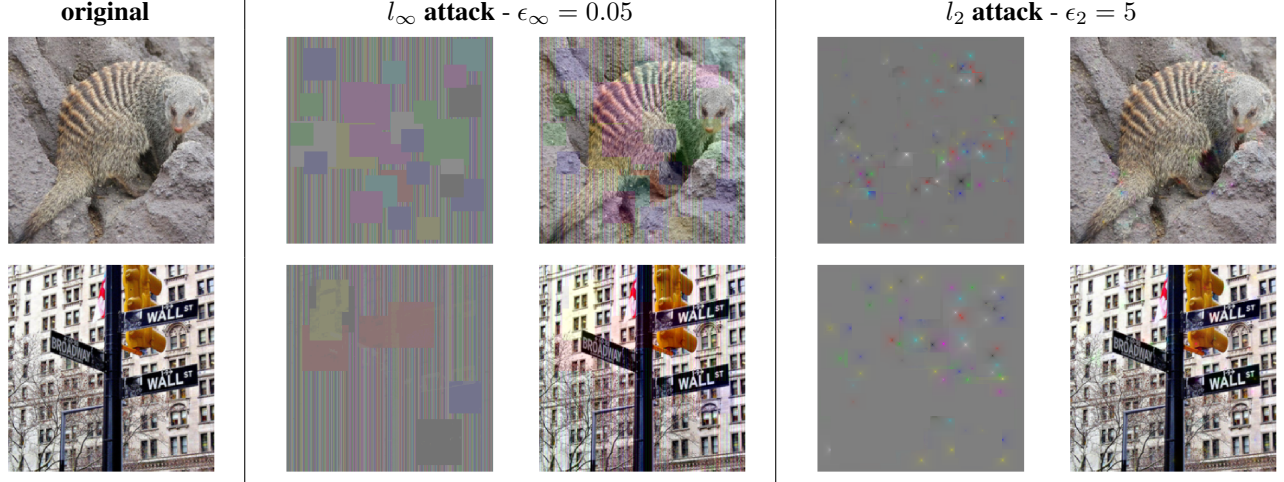 original
l∞ attack - ϵ∞ = 0.05
l2 attack - ϵ2 = 5
WALL ST
BROADWAY
WALL ST
WALL ST
BROADWAY
WALL ST
WALL ST
BROADWAY
WALL ST